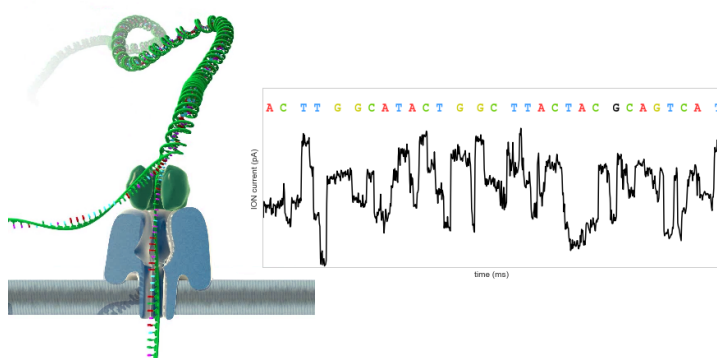 A C T T G G C A T A C T G G C T T A C T A C G C A G T C A T
ION current (pA)
time (ms)